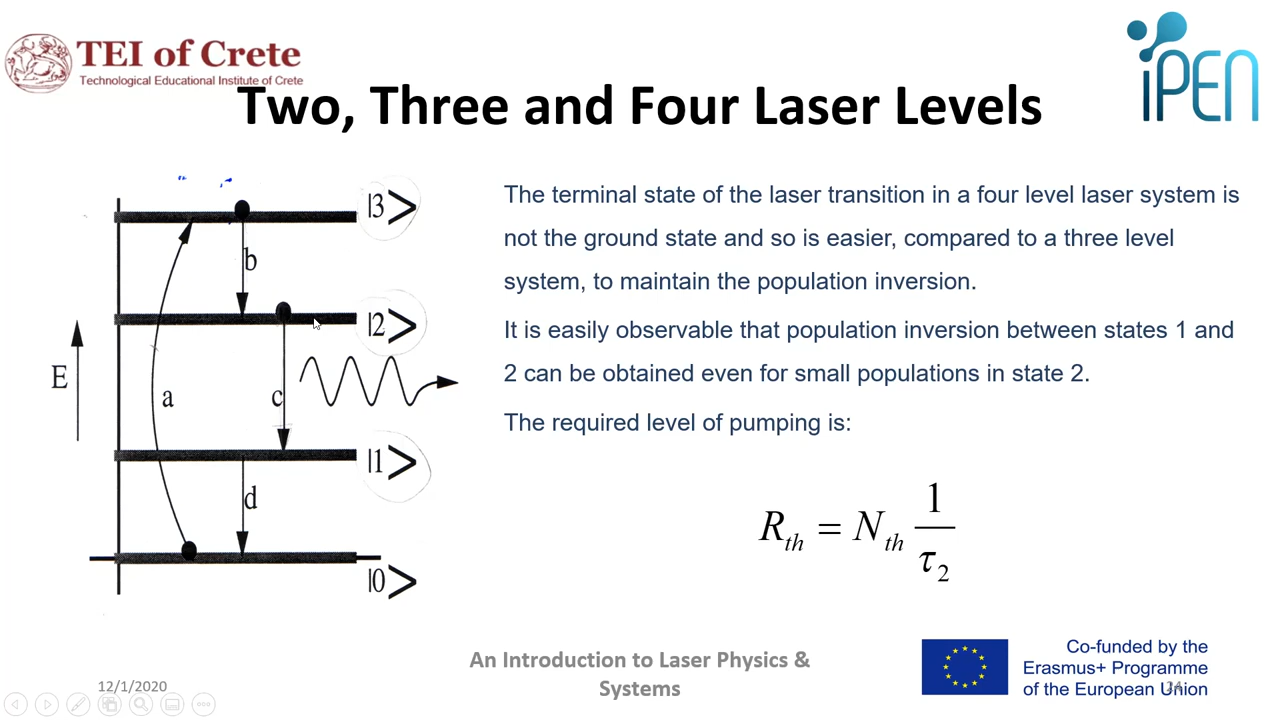 TEI of Crete
Technological Educational Institute of Crete
iPEN
Two, Three and Four Laser Levels
|3>
b
|2>
E
a
c
|1>
d
|0>
The terminal state of the laser transition in a four level laser system is
not the ground state and so is easier, compared to a three level
system, to maintain the population inversion.
It is easily observable that population inversion between states 1 and
2 can be obtained even for small populations in state 2.
The required level of pumping is:
R_th = N_th 1/τ_2
12/1/2020
An Introduction to Laser Physics &
Systems
Co-funded by the
Erasmus+ Programme
of the European Union
24